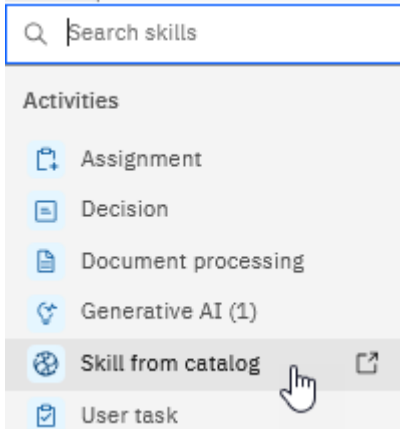 Search skills
Activities
Assignment
Decision
Document processing
Generative AI (1)
Skill from catalog
User task